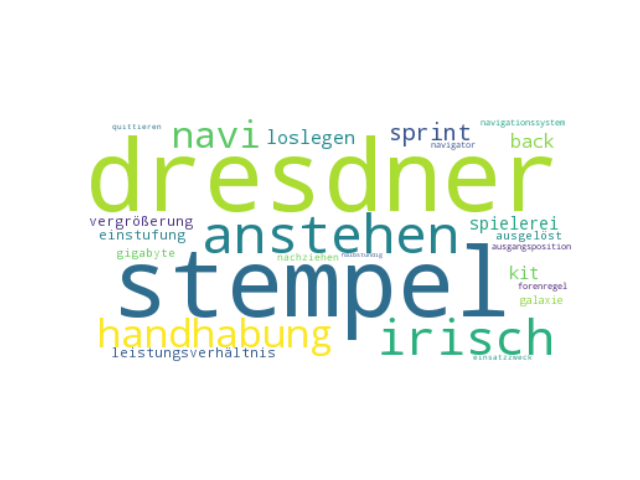 quittieren
navi
loslegen
sprint
navigator
navigationssystem
back
dresdner
vergrößerung
einstufung
anstehen
spielerei
ausgelöst
ausgangsposition
gigabyte
nachziehen
stempel
kit
forenregel
galaxie
handhabung
irisch
leistungsverhältnis
einsatzzweck